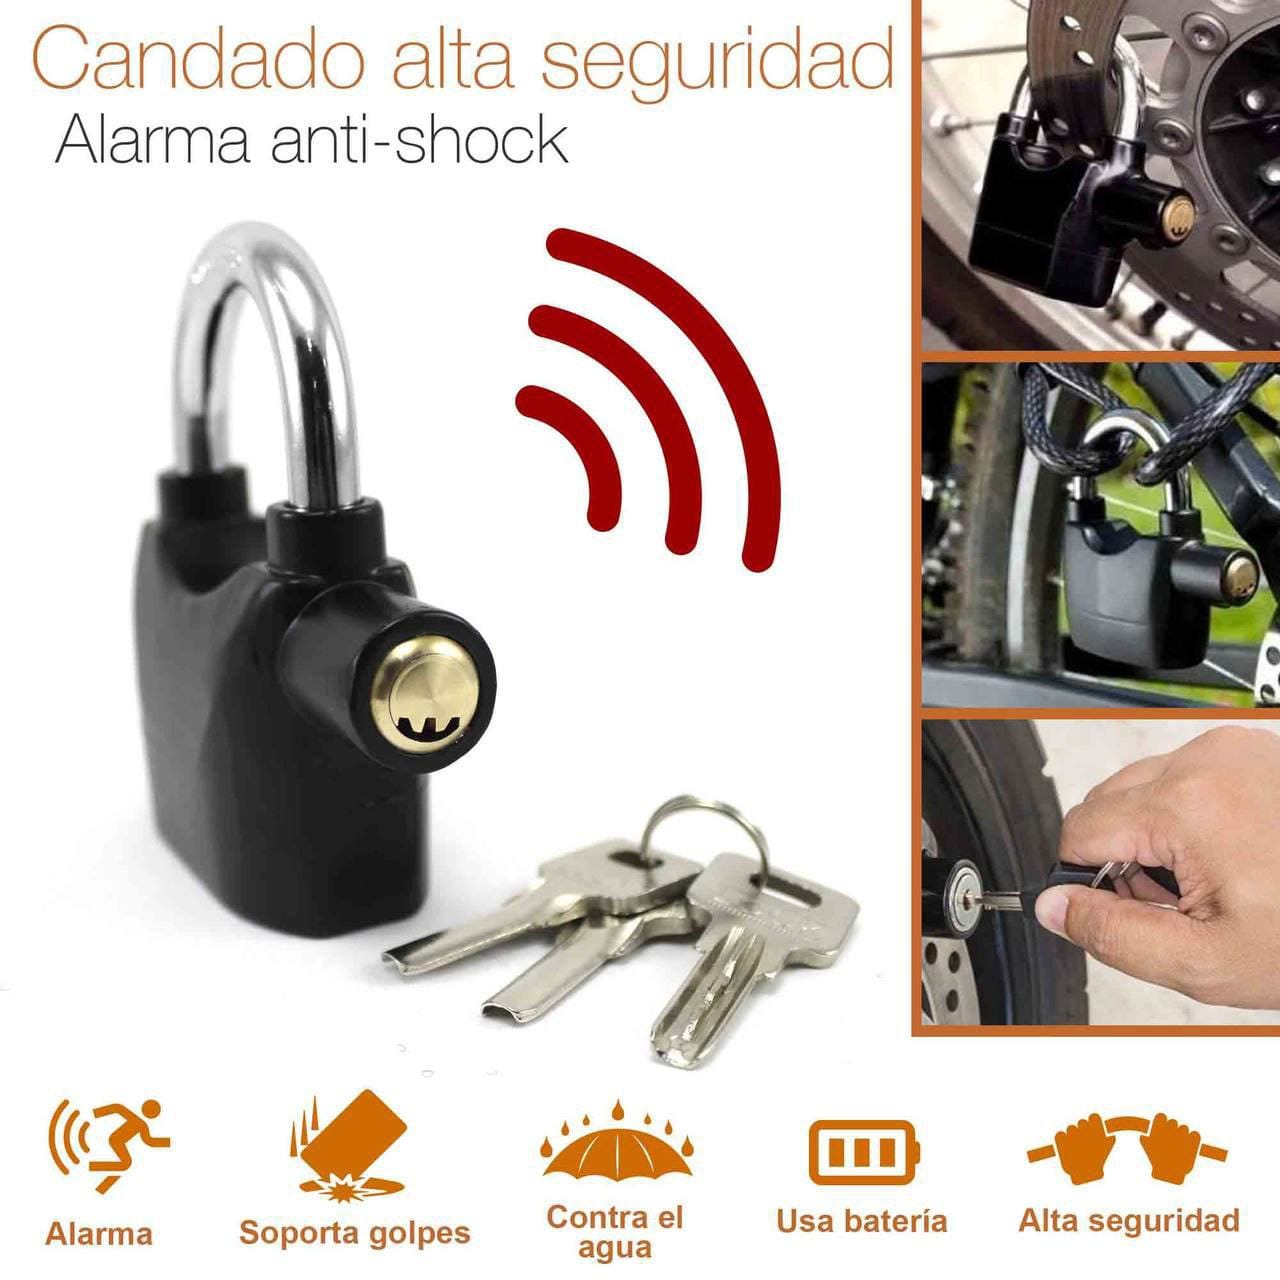 Candado alta seguridad
Alarma anti-shock
Alarma
Soporta golpes
Contra el
agua
Usa batería
Alta seguridad